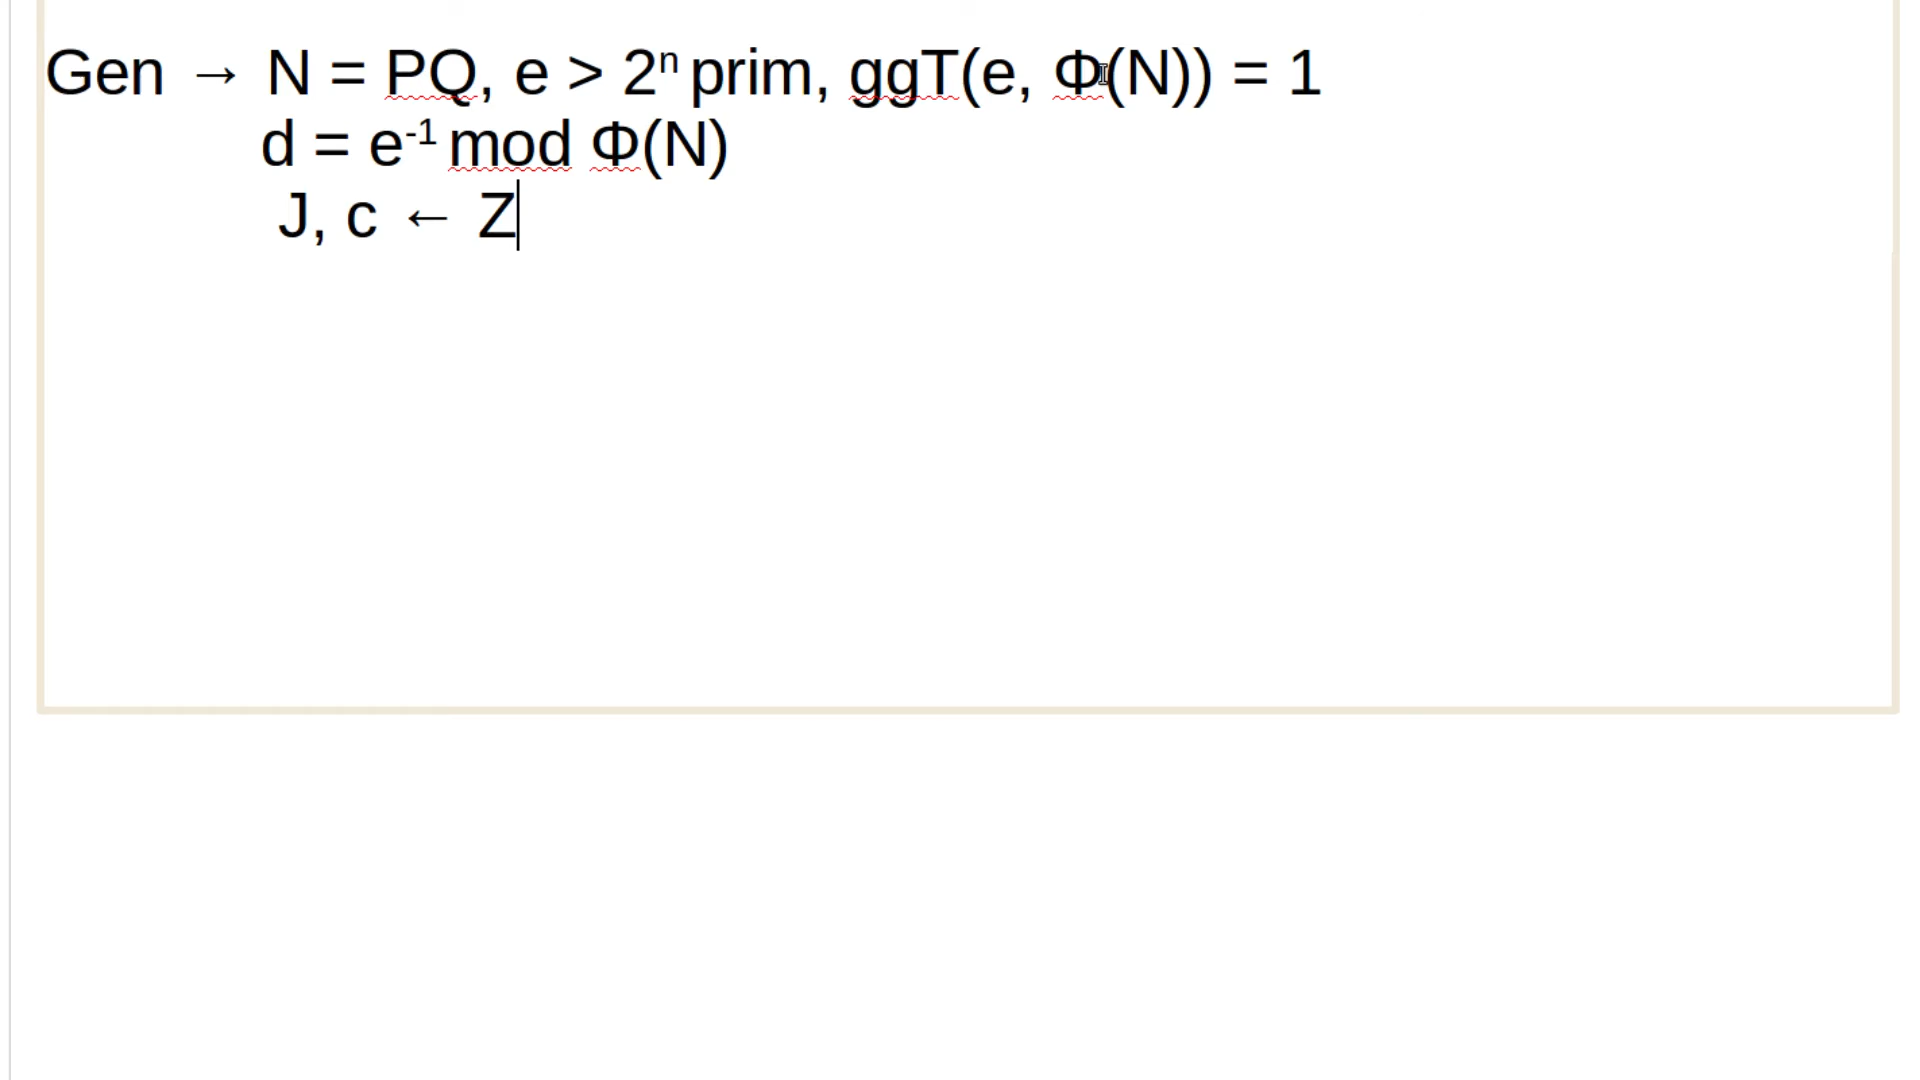 Gen → N = PQ, e > 2ⁿ prim, ggT(e, Φ(N)) = 1
d = e⁻¹ mod Φ(N)
J, c ← Z